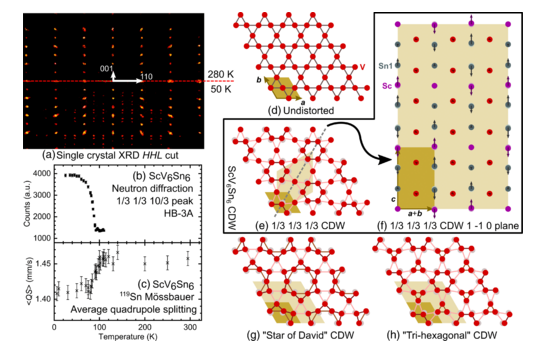 001
110
280 K
50 K
(a) Single crystal XRD HHL cut
4000
3000
2000
1000
Counts (a.u.)
(b) ScV6Sn6
Neutron diffraction
1/3 1/3 10/3 peak
HB-3A
1.45
1.40
<QS> (mm/s)
(c) ScV6Sn6
119Sn Mössbauer
Average quadrupole splitting
0
100
200
300
Temperature (K)
V
b
a
(d) Undistorted
ScV6Sn6 CDW
(e) 1/3 1/3 1/3 CDW
Sc
Sn1
Sc
c
a+b
(f) 1/3 1/3 1/3 CDW 1 -1 0 plane
(g) "Star of David" CDW
(h) "Tri-hexagonal" CDW